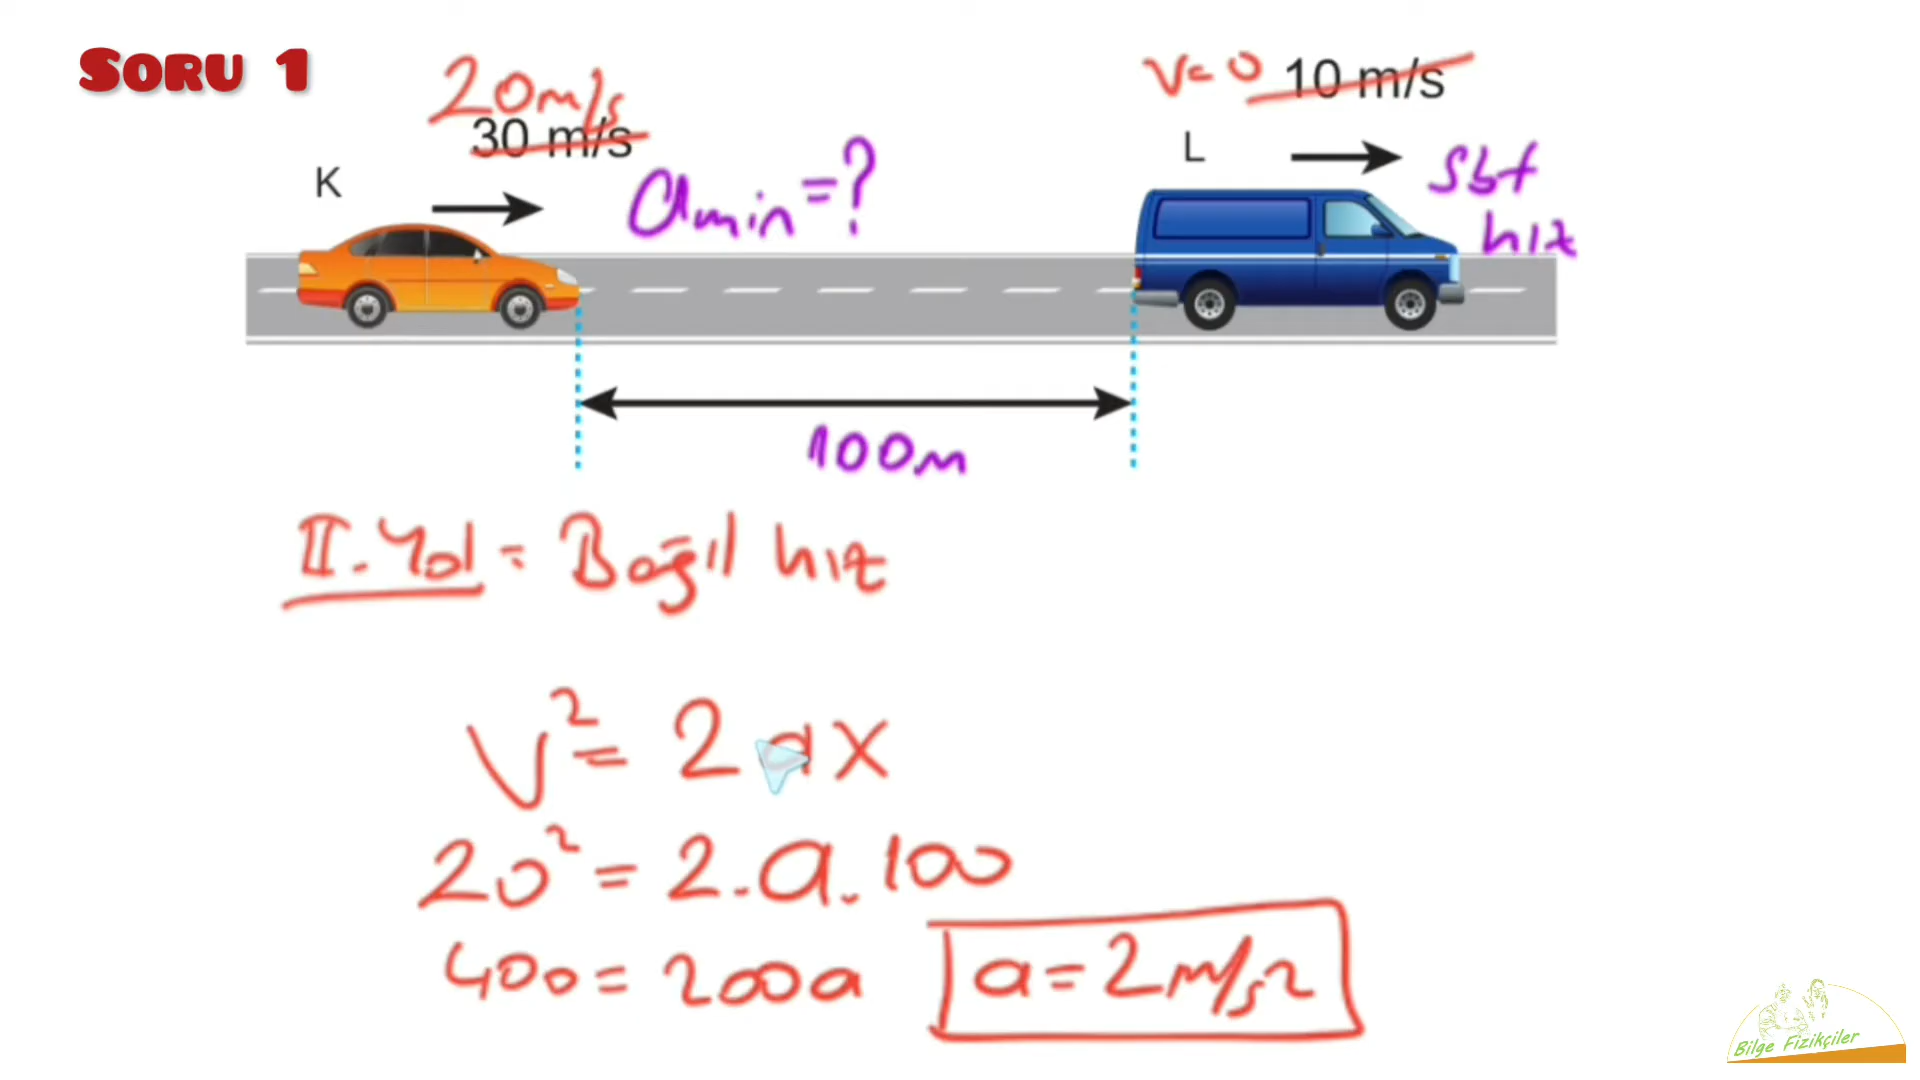 SORU 1
20m/s
30 m/s
V=0 10 m/s
K
amin=?
L
Sbt
hız
100m
II.Yol = Bağıl hız
V² = 2ax
20² = 2.a.100
400 = 200a
a = 2m/s²
Bilge Fizikçiler